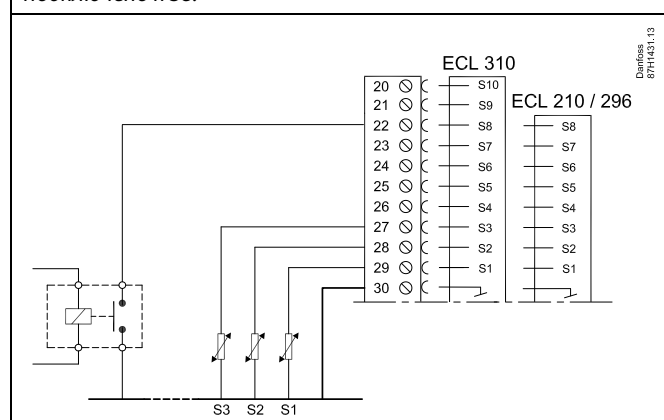 Danfoss
87H1431.13
ECL 310
ECL 210 / 296
20 S10
21 S9
22 S8 S8
23 S7 S7
24 S6 S6
25 S5 S5
26 S4 S4
27 S3 S3
28 S2 S2
29 S1 S1
30
S3 S2 S1